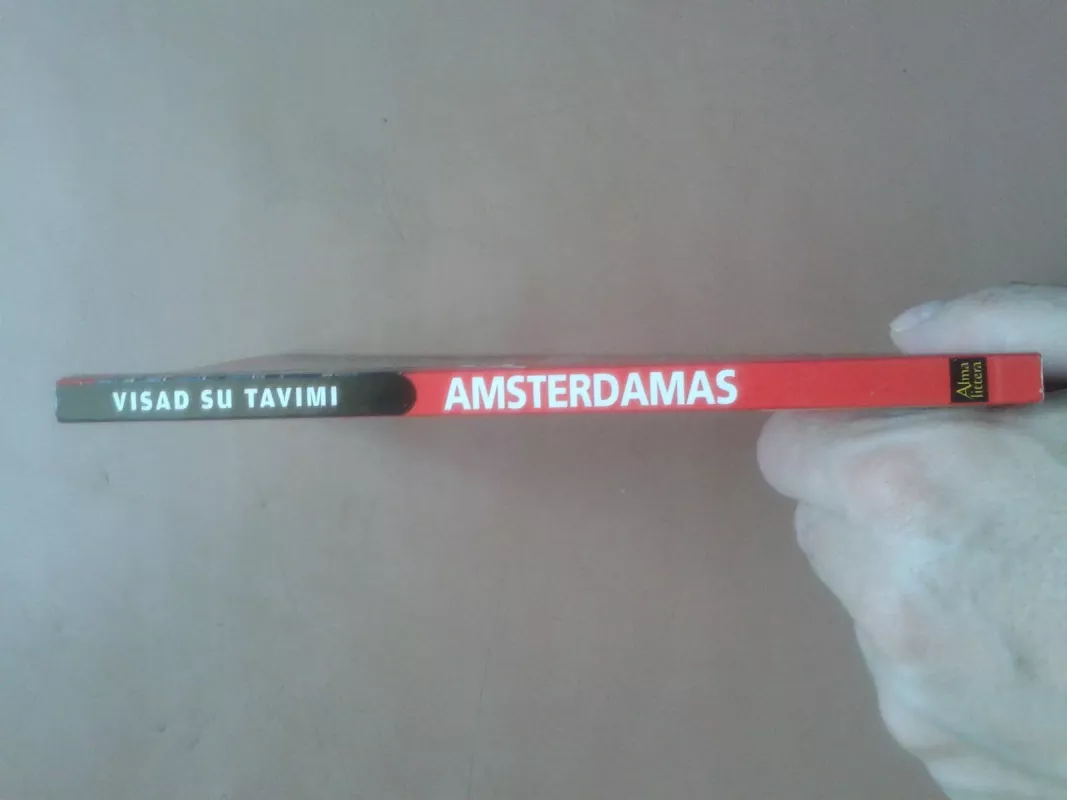 VISAD SU TAVIMI
AMSTERDAMAS
Alma
littera